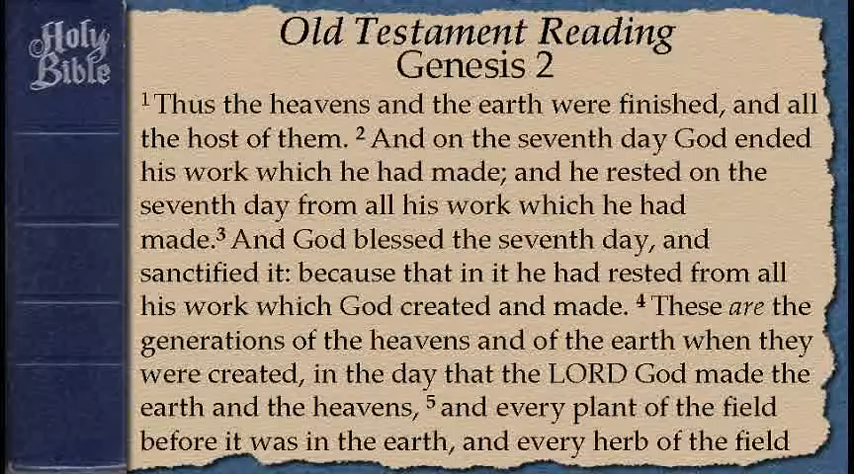 Holy
Bible
Old Testament Reading
Genesis 2
1 Thus the heavens and the earth were finished, and all
the host of them. 2 And on the seventh day God ended
his work which he had made; and he rested on the
seventh day from all his work which he had
made.3 And God blessed the seventh day, and
sanctified it: because that in it he had rested from all
his work which God created and made. 4 These are the
generations of the heavens and of the earth when they
were created, in the day that the LORD God made the
earth and the heavens, 5 and every plant of the field
before it was in the earth, and every herb of the field